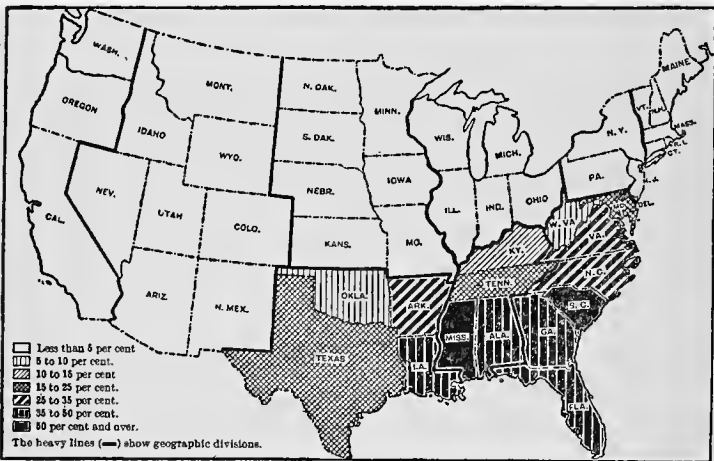 WASH.
OREGON
CAL.
NEV.
IDAHO
MONT.
WYO.
UTAH
COLO.
ARIZ.
N. MEX.
N. DAK.
S. DAK.
NEBR.
KANS.
OKLA.
TEXAS
MINN.
IOWA
MO.
ARK.
LA.
WIS.
ILL.
MICH.
IND.
OHIO
KY.
TENN.
MISS.
ALA.
GA.
FLA.
S. C.
N. C.
VA.
W. VA.
MD.
DEL.
PA.
N. J.
N. Y.
CT.
R. I.
MASS.
VT.
N. H.
MAINE
Less than 5 per cent
5 to 10 per cent.
10 to 15 per cent
15 to 25 per cent.
25 to 35 per cent.
35 to 50 per cent.
50 per cent and over.
The heavy lines (—) show geographic divisions.